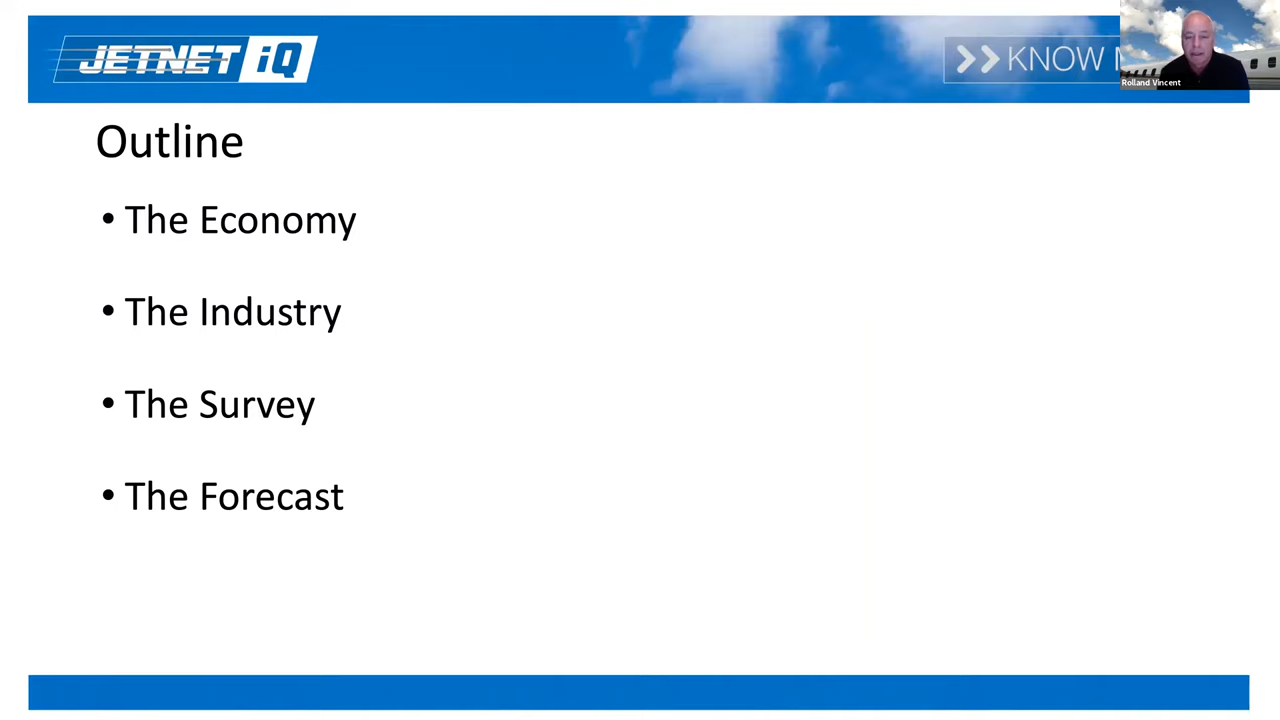 JETNET iQ
>> KNOW
Rolland Vincent
Outline
• The Economy
• The Industry
• The Survey
• The Forecast